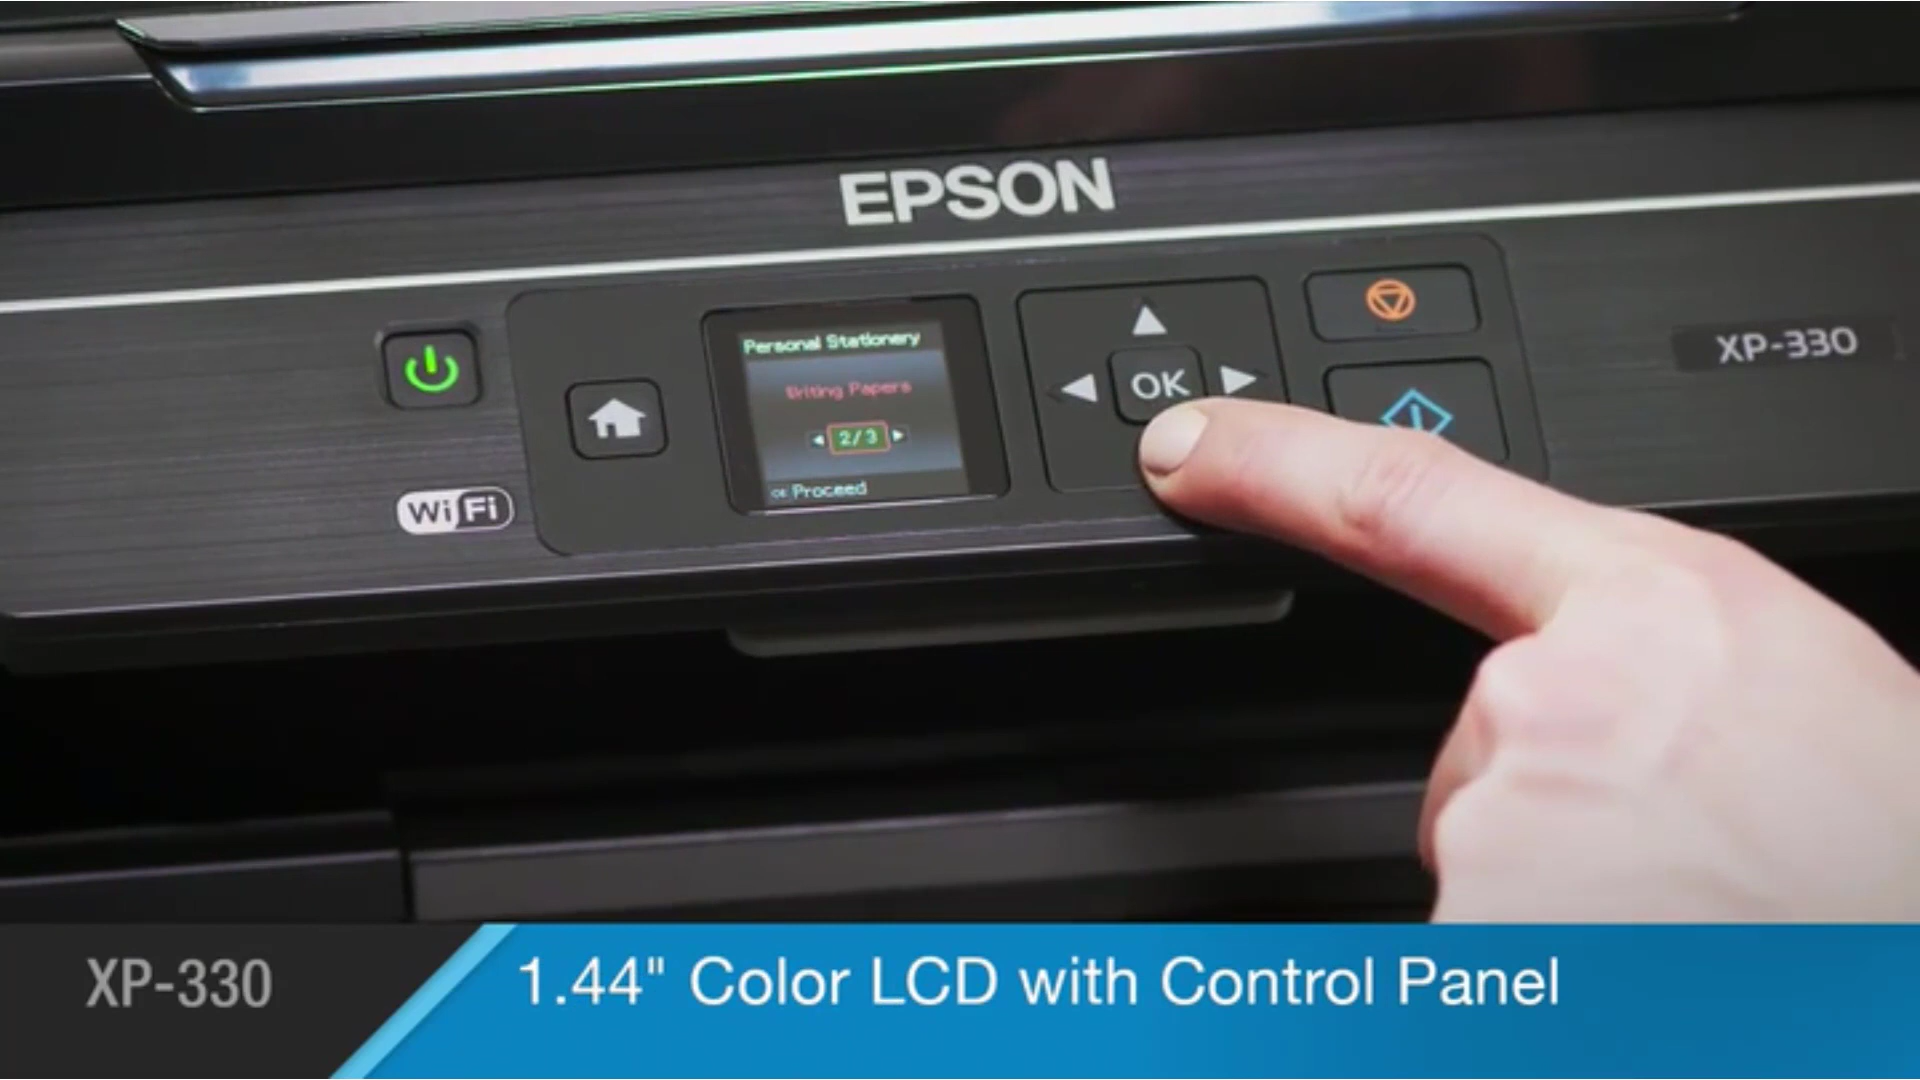 EPSON
XP-330
Personal Stationery
Writing Papers
2/3
OK Proceed
OK
WiFi
XP-330
1.44" Color LCD with Control Panel